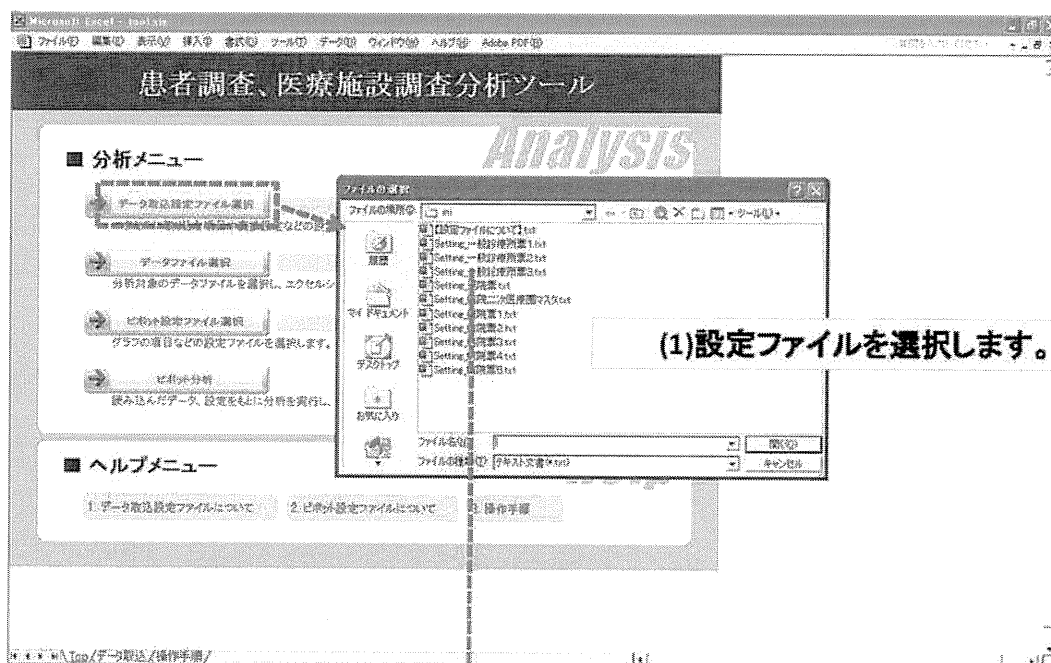 Microsoft Excel - tool.xls
ファイル(F) 編集(E) 表示(V) 挿入(I) 書式(O) ツール(T) データ(D) ウィンドウ(W) ヘルプ(H) Adobe PDF(B)
患者調査、医療施設調査分析ツール
Analysis
■ 分析メニュー
データ取込設定ファイル選択
データファイル選択
分析対象のデータファイルを選択し、エクセルシ
ピボット設定ファイル選択
グラフの項目などの設定ファイルを選択します。
ピボット分析
読み込んだデータ、設定をもとに分析を実行し、
ファイルの選択
ファイルの場所(I): ini
ツール(L)
【設定ファイルについて】.txt
Setting_一般診療所票1.txt
Setting_一般診療所票2.txt
Setting_一般診療所票3.txt
Setting_病院票.txt
Setting_病院二次医療圏マスタ.txt
Setting_病院票1.txt
Setting_病院票2.txt
Setting_病院票3.txt
Setting_病院票4.txt
Setting_病院票5.txt
履歴
マイ ドキュメント
デスクトップ
お気に入り
ファイル名(N):
開く(O)
ファイルの種類(T): テキスト文書(*.txt)
キャンセル
(1)設定ファイルを選択します。
■ ヘルプメニュー
1. データ取込設定ファイルについて
2. ピボット設定ファイルについて
3. 操作手順
Top/データ取込/操作手順/